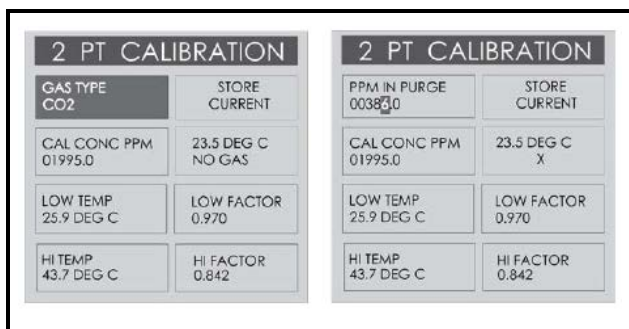 2 PT CALIBRATION
GAS TYPE
CO2
STORE
CURRENT
CAL CONC PPM
01995.0
23.5 DEG C
NO GAS
LOW TEMP
25.9 DEG C
LOW FACTOR
0.970
HI TEMP
43.7 DEG C
HI FACTOR
0.842
2 PT CALIBRATION
PPM IN PURGE
00386.0
STORE
CURRENT
CAL CONC PPM
01995.0
23.5 DEG C
X
LOW TEMP
25.9 DEG C
LOW FACTOR
0.970
HI TEMP
43.7 DEG C
HI FACTOR
0.842